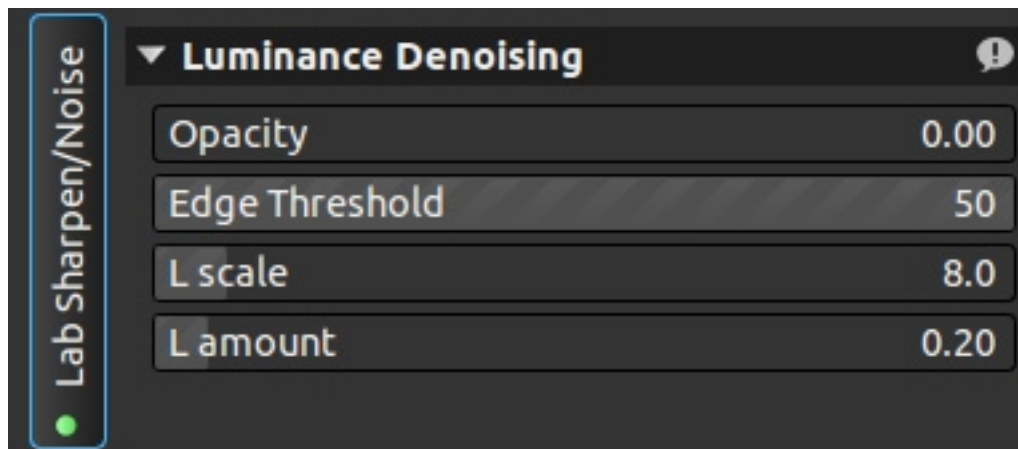 Lab Sharpen/Noise
Luminance Denoising
Opacity 0.00
Edge Threshold 50
L scale 8.0
L amount 0.20